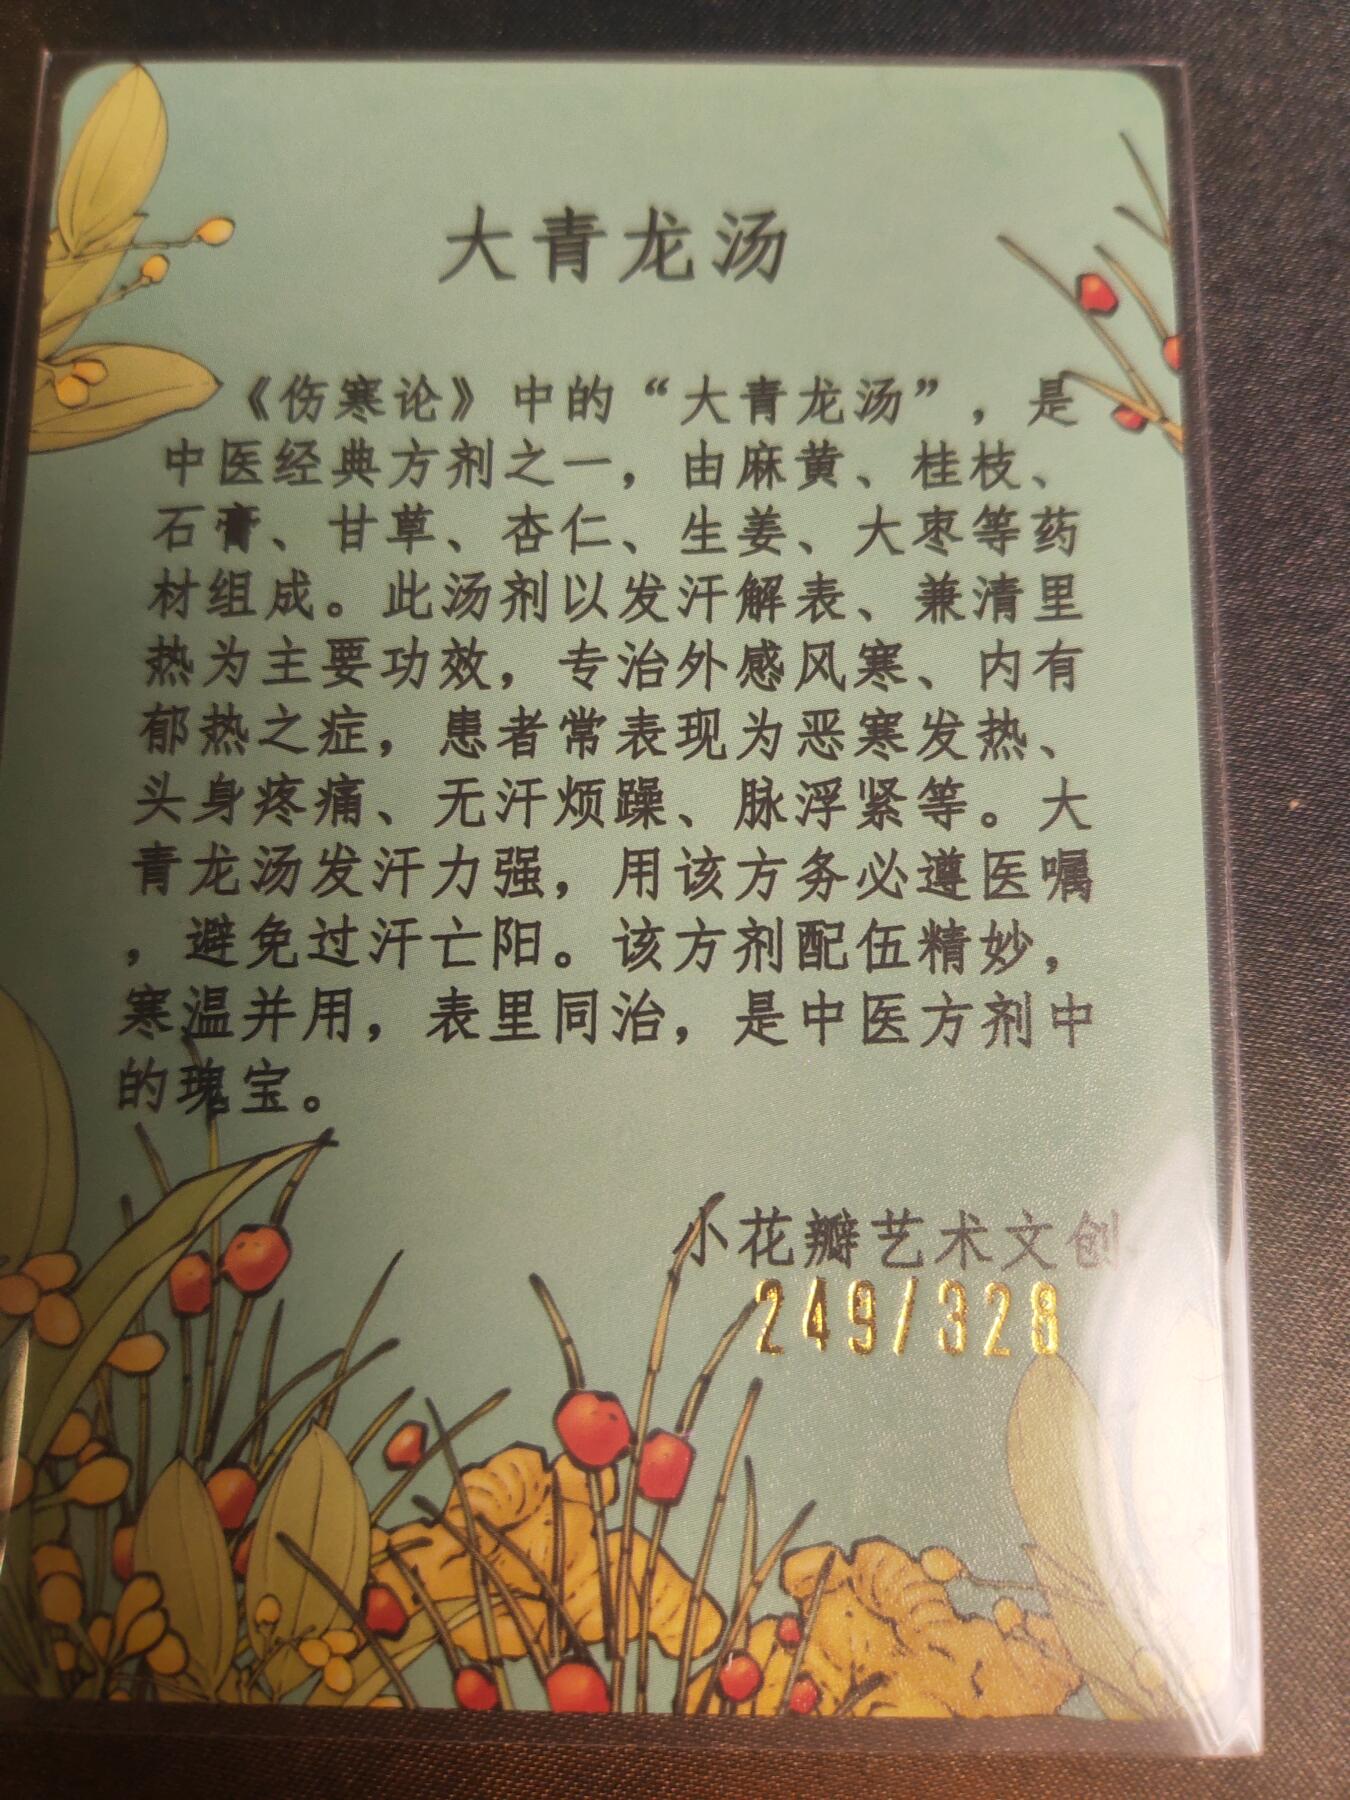 大青龙汤
《伤寒论》中的“大青龙汤”，是
中医经典方剂之一，由麻黄、桂枝、
石膏、甘草、杏仁、生姜、大枣等药
材组成。此汤剂以发汗解表、兼清里
热为主要功效，专治外感风寒、内有
郁热之症，患者常表现为恶寒发热、
头身疼痛、无汗烦躁、脉浮紧等。大
青龙汤发汗力强，用该方务必遵医嘱
，避免过汗亡阳。该方剂配伍精妙，
寒温并用，表里同治，是中医方剂中
的瑰宝。
小花瓣艺术文创
249/328